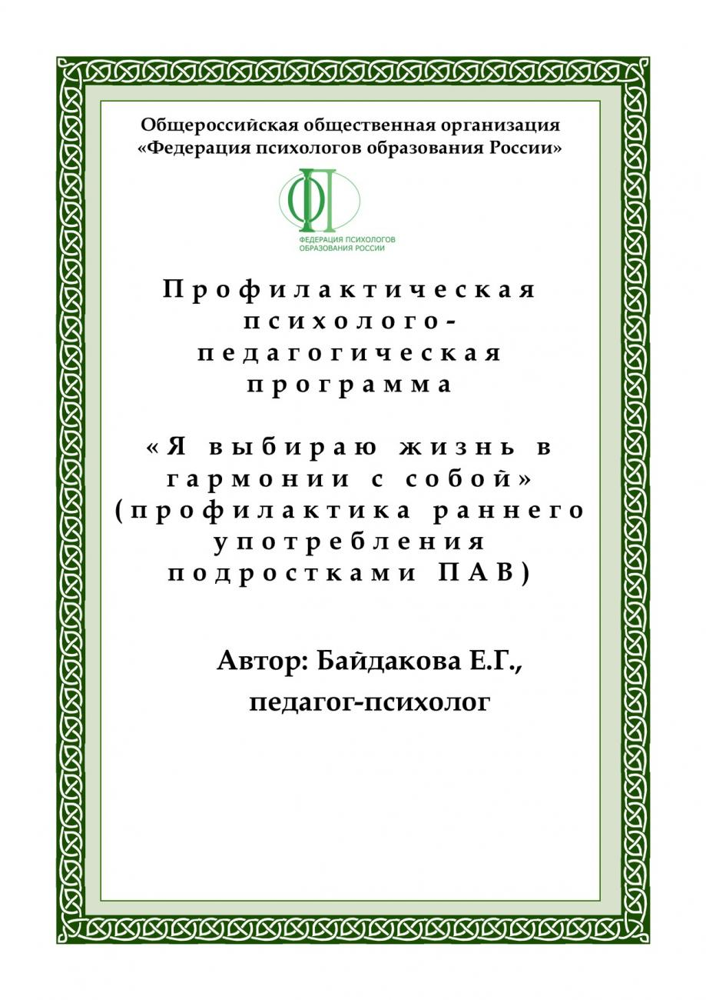 Общероссийская общественная организация
«Федерация психологов образования России»
ФП
ФЕДЕРАЦИЯ ПСИХОЛОГОВ
ОБРАЗОВАНИЯ РОССИИ
Профилактическая
психолого-
педагогическая
программа
«Я выбираю жизнь в
гармонии с собой»
(профилактика раннего
употребления
подростками ПАВ)
Автор: Байдакова Е.Г.,
педагог-психолог